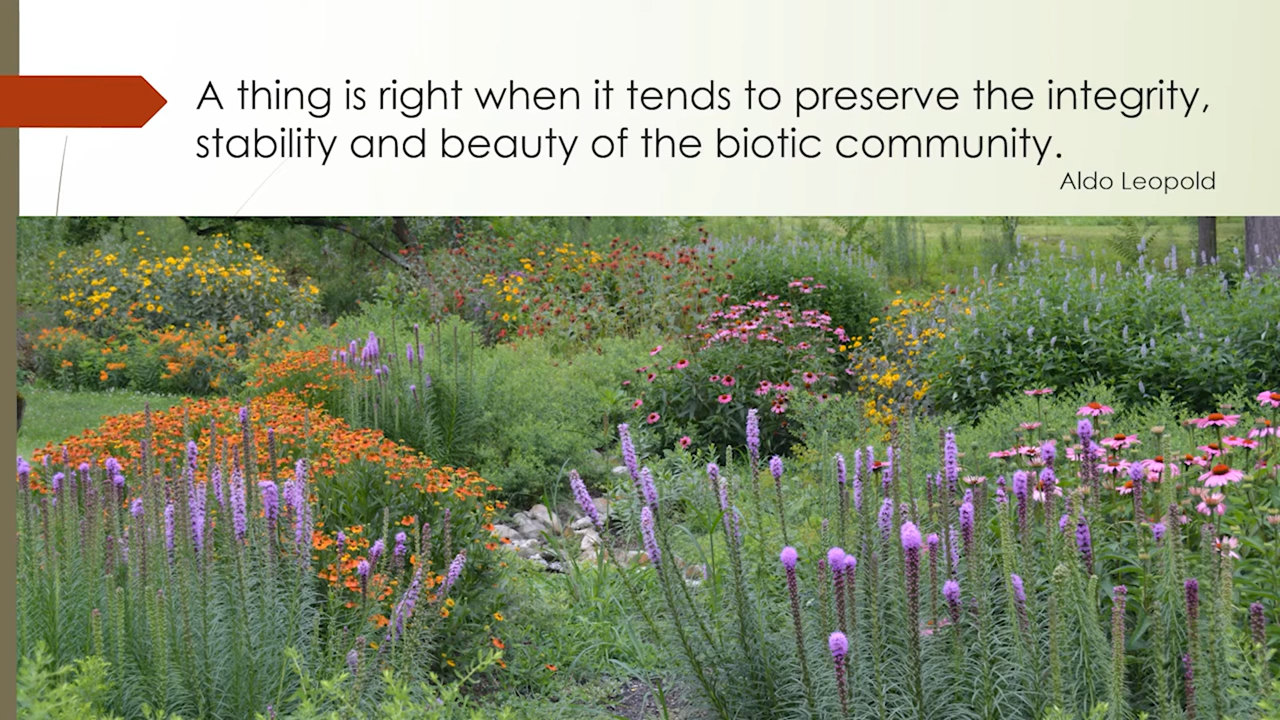 A thing is right when it tends to preserve the integrity,
stability and beauty of the biotic community.
Aldo Leopold